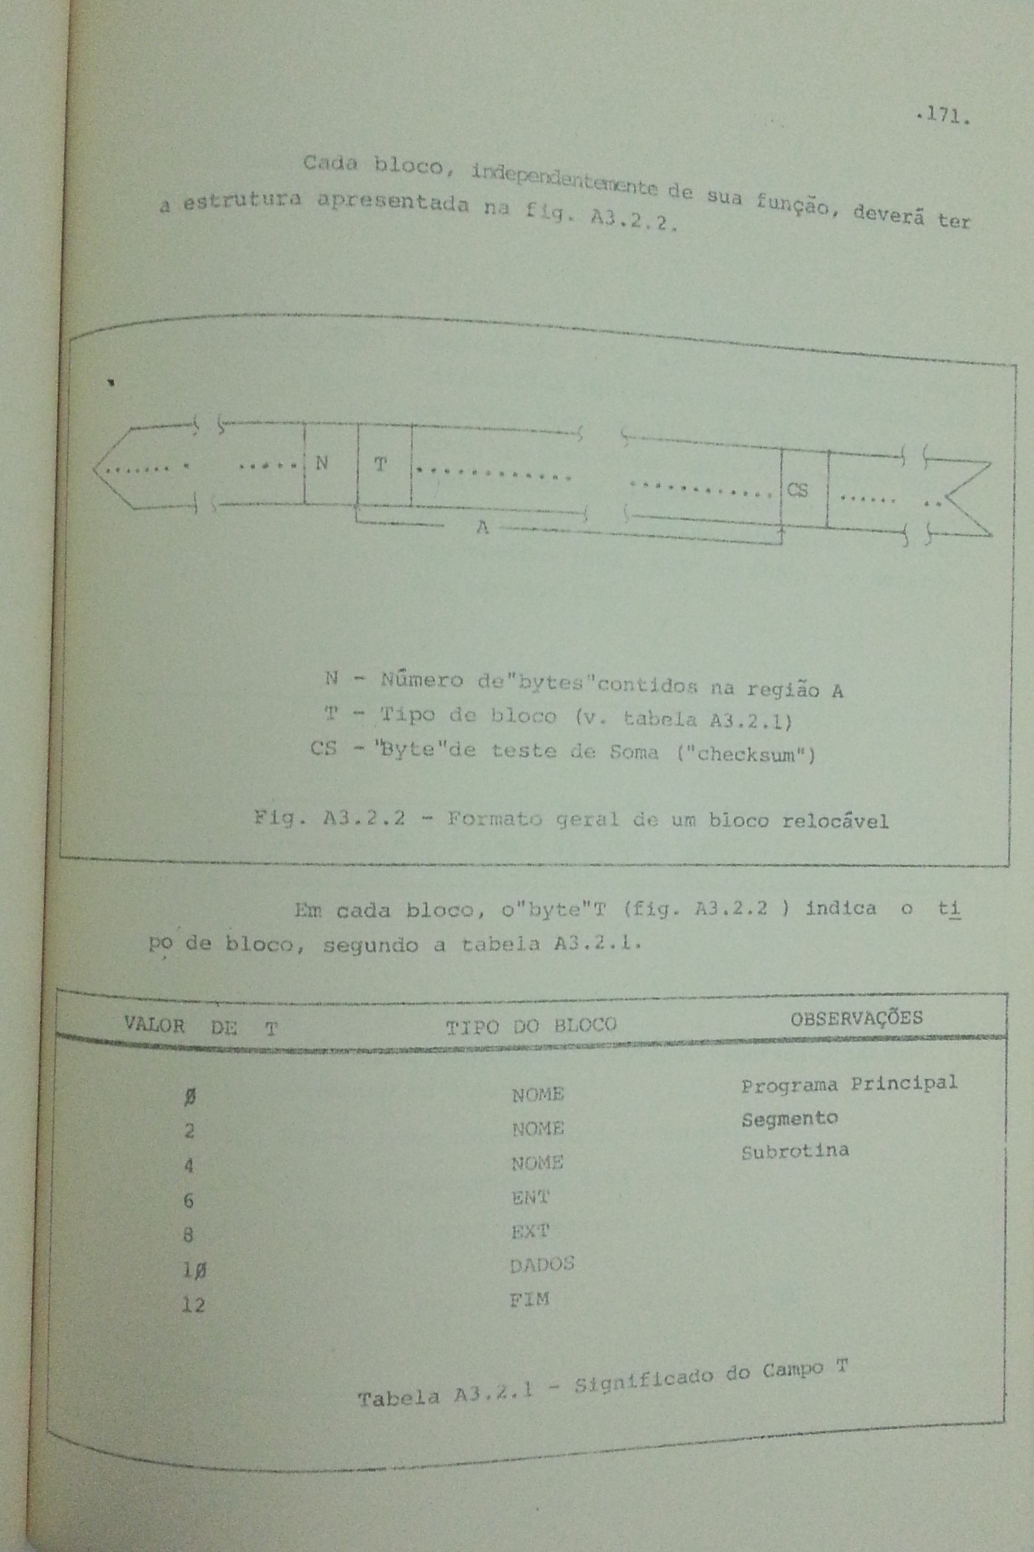 .171.
Cada bloco, independentemente de sua função, deverá ter
a estrutura apresentada na fig. A3.2.2.
....... . ..... N T ............ ............ CS ...... ..
A
N - Número de"bytes"contidos na região A
T - Tipo de bloco (v. tabela A3.2.1)
CS - "Byte"de teste de Soma ("checksum")
Fig. A3.2.2 - Formato geral de um bloco relocável
Em cada bloco, o"byte"T (fig. A3.2.2 ) indica o ti
po de bloco, segundo a tabela A3.2.1.
VALOR DE T TIPO DO BLOCO OBSERVAÇÕES
Ø NOME Programa Principal
2 NOME Segmento
4 NOME Subrotina
6 ENT
8 EXT
1Ø DADOS
12 FIM
Tabela A3.2.1 - Significado do Campo T